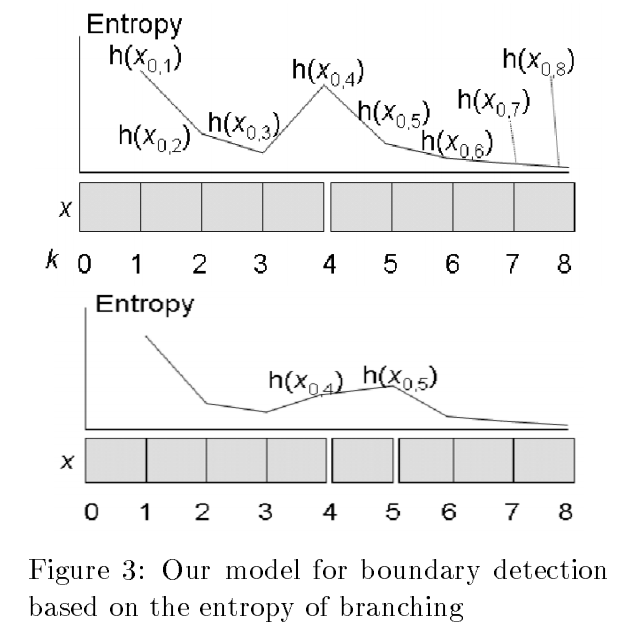 Entropy
h(x0,1)
h(x0,2)
h(x0,3)
h(x0,4)
h(x0,5)
h(x0,6)
h(x0,7)
h(x0,8)
x
k 0 1 2 3 4 5 6 7 8
Entropy
h(x0,4) h(x0,5)
x
0 1 2 3 4 5 6 7 8
Figure 3: Our model for boundary detection
based on the entropy of branching